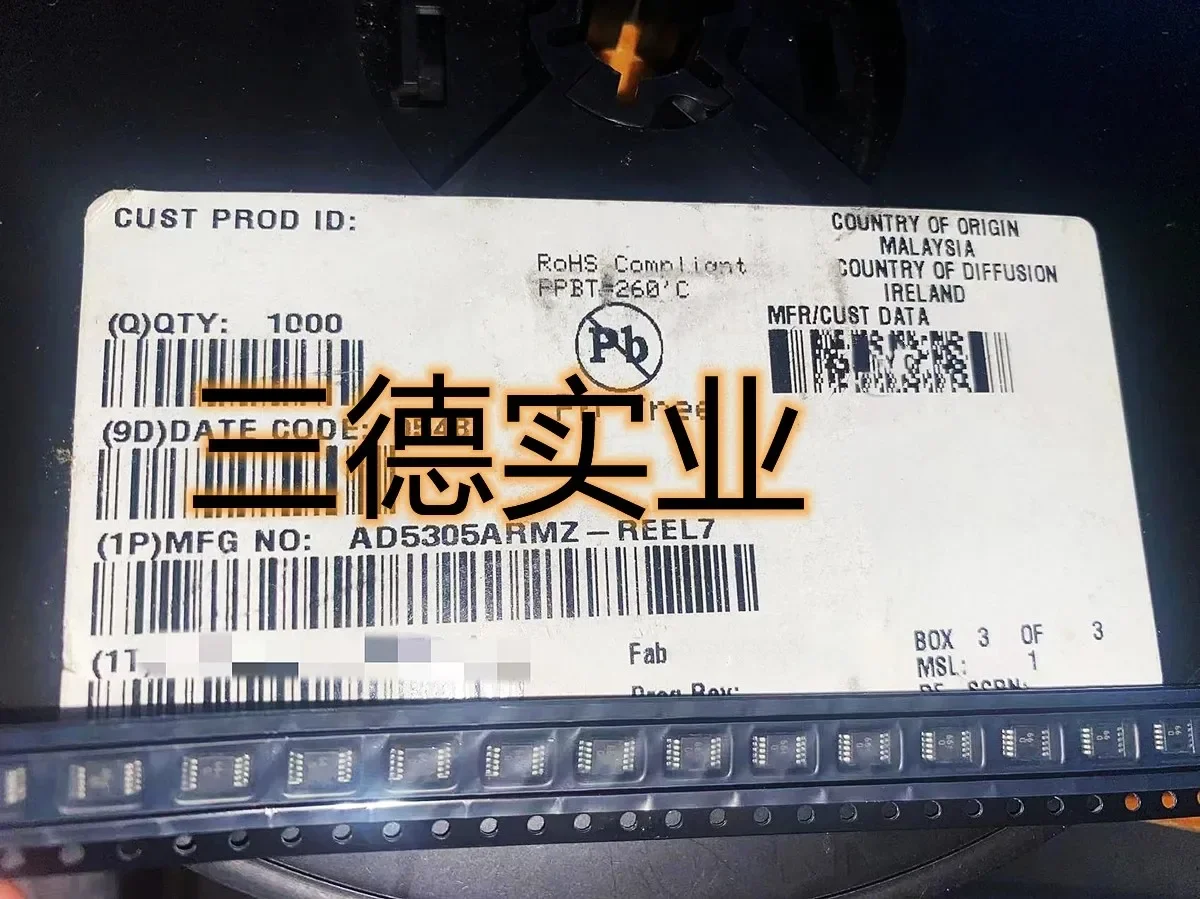 CUST PROD ID:
COUNTRY OF ORIGIN
MALAYSIA
COUNTRY OF DIFFUSION
IRELAND
RoHS Compliant
PPBT=260'C
(Q)QTY: 1000
Pb
MFR/CUST DATA
三德实业
(9D)DATE CODE:
(1P)MFG NO: AD5305ARMZ-REEL7
(1T
Fab
BOX 3 OF 3
MSL: 1